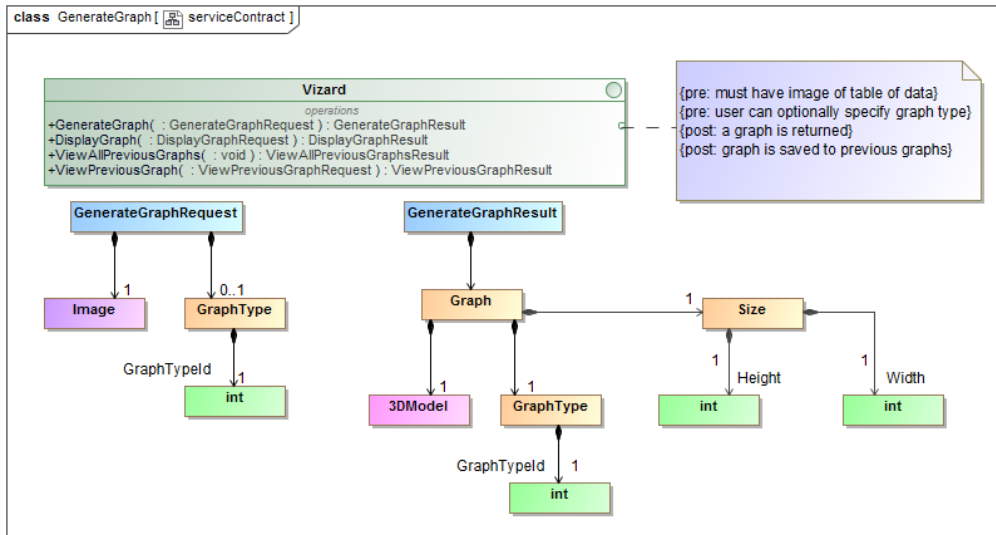 class GenerateGraph [ serviceContract ]
Vizard
operations
+GenerateGraph( : GenerateGraphRequest ) : GenerateGraphResult
+DisplayGraph( : DisplayGraphRequest ) : DisplayGraphResult
+ViewAllPreviousGraphs( : void ) : ViewAllPreviousGraphsResult
+ViewPreviousGraph( : ViewPreviousGraphRequest ) : ViewPreviousGraphResult
{pre: must have image of table of data}
{pre: user can optionally specify graph type}
{post: a graph is returned}
{post: graph is saved to previous graphs}
GenerateGraphRequest
GenerateGraphResult
1
0..1
Image
GraphType
GraphTypeId
1
int
Graph
1
Size
1
1
3DModel
GraphType
GraphTypeId
1
int
1
Height
int
1
Width
int